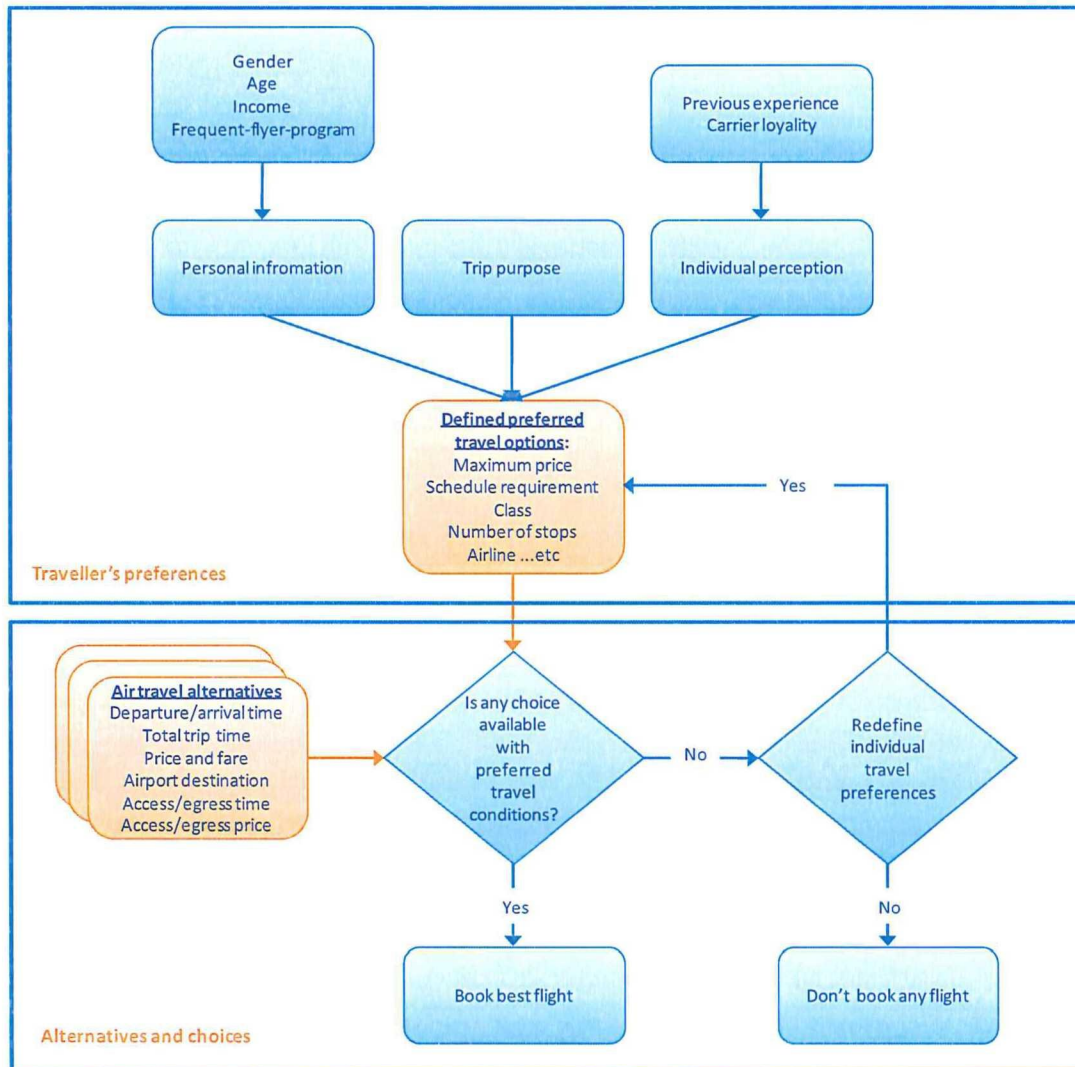 Gender
Age
Income
Frequent-flyer-program
Previous experience
Carrier loyality
Personal infromation
Trip purpose
Individual perception
Defined preferred
travel options:
Maximum price
Schedule requirement
Class
Number of stops
Airline ...etc
Yes
Traveller's preferences
Air travel alternatives
Departure/arrival time
Total trip time
Price and fare
Airport destination
Access/egress time
Access/egress price
Is any choice
available
with
preferred
travel
conditions?
No
Redefine
individual
travel
preferences
Yes
No
Book best flight
Don't book any flight
Alternatives and choices